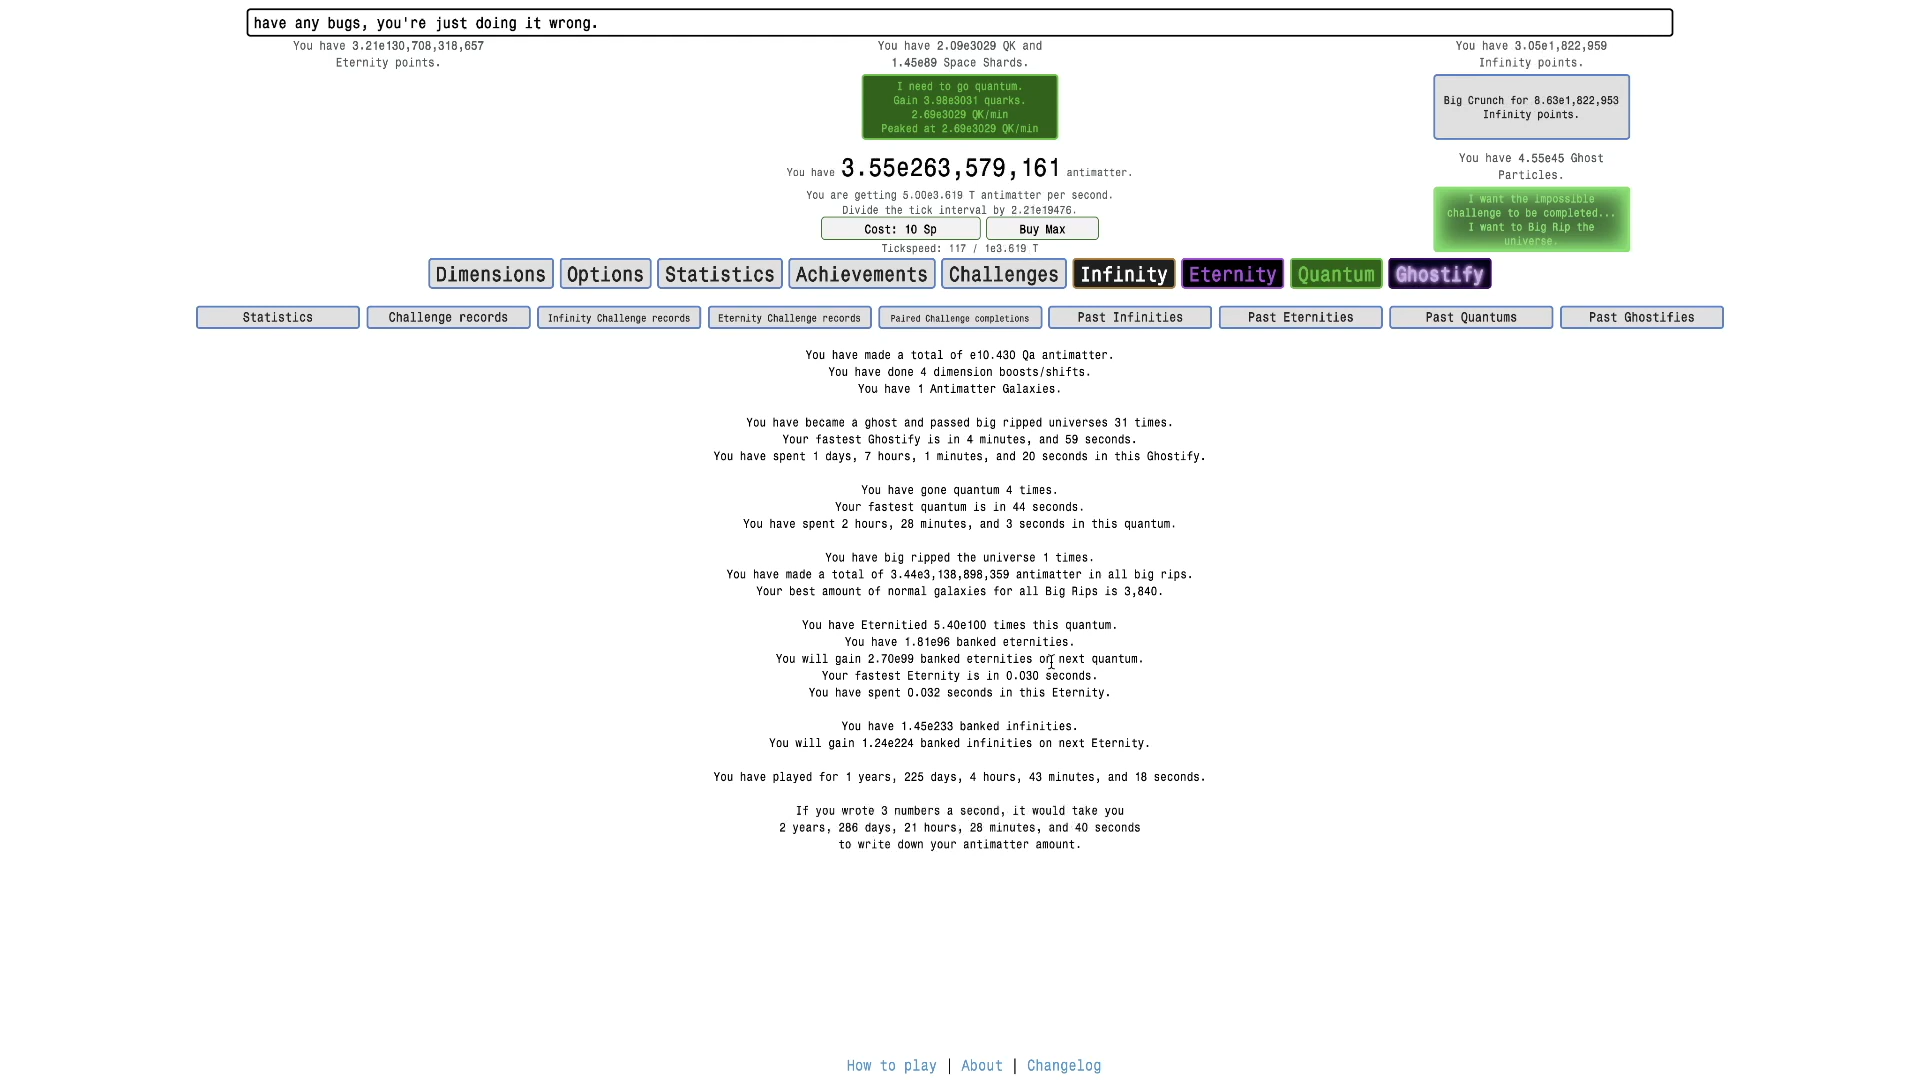 have any bugs, you're just doing it wrong.
You have 3.21e130,708,318,657
Eternity points.
You have 2.09e3029 QK and
1.45e89 Space Shards.
You have 3.05e1,822,959
Infinity points.
I need to go quantum.
Gain 3.98e3031 quarks.
2.69e3029 QK/min
Peaked at 2.69e3029 QK/min
Big Crunch for 8.63e1,822,953
Infinity points.
You have 3.55e263,579,161 antimatter.
You have 4.55e45 Ghost
Particles.
You are getting 5.00e3.619 T antimatter per second.
Divide the tick interval by 2.21e19476.
Cost: 10 Sp
Buy Max
Tickspeed: 117 / 1e3.619 T
I want the impossible
challenge to be completed...
I want to Big Rip the
universe.
Dimensions
Options
Statistics
Achievements
Challenges
Infinity
Eternity
Quantum
Ghostify
Statistics
Challenge records
Infinity Challenge records
Eternity Challenge records
Paired Challenge completions
Past Infinities
Past Eternities
Past Quantums
Past Ghostifies
You have made a total of e10.430 Qa antimatter.
You have done 4 dimension boosts/shifts.
You have 1 Antimatter Galaxies.
You have became a ghost and passed big ripped universes 31 times.
Your fastest Ghostify is in 4 minutes, and 59 seconds.
You have spent 1 days, 7 hours, 1 minutes, and 20 seconds in this Ghostify.
You have gone quantum 4 times.
Your fastest quantum is in 44 seconds.
You have spent 2 hours, 28 minutes, and 3 seconds in this quantum.
You have big ripped the universe 1 times.
You have made a total of 3.44e3,138,898,359 antimatter in all big rips.
Your best amount of normal galaxies for all Big Rips is 3,840.
You have Eternitied 5.40e100 times this quantum.
You have 1.81e96 banked eternities.
You will gain 2.70e99 banked eternities on next quantum.
Your fastest Eternity is in 0.030 seconds.
You have spent 0.032 seconds in this Eternity.
You have 1.45e233 banked infinities.
You will gain 1.24e224 banked infinities on next Eternity.
You have played for 1 years, 225 days, 4 hours, 43 minutes, and 18 seconds.
If you wrote 3 numbers a second, it would take you
2 years, 286 days, 21 hours, 28 minutes, and 40 seconds
to write down your antimatter amount.
How to play | About | Changelog